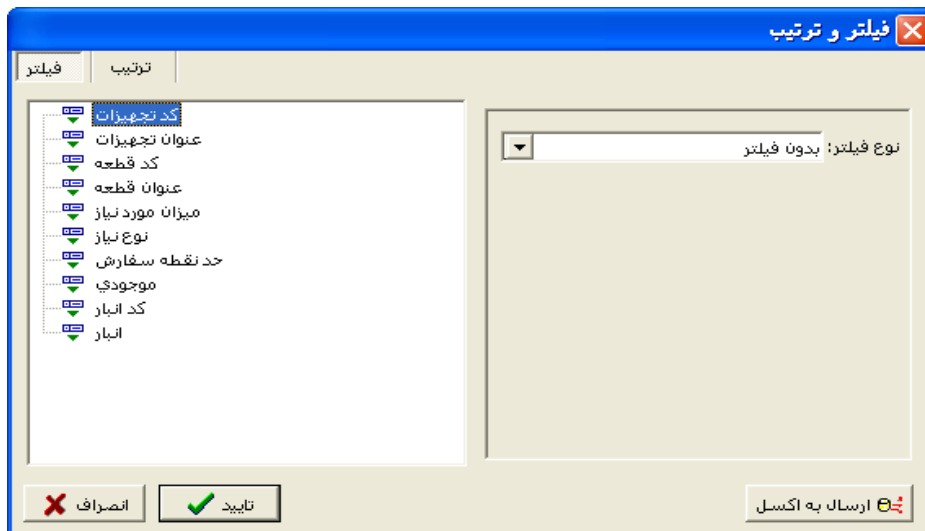 فیلتر و ترتیب
فیلتر
ترتیب
کد تجهیزات
عنوان تجهیزات
کد قطعه
عنوان قطعه
میزان مورد نیاز
نوع نیاز
حد نقطه سفارش
موجودي
کد انبار
انبار
نوع فیلتر: بدون فیلتر
ارسال به اکسل
تایید
انصراف